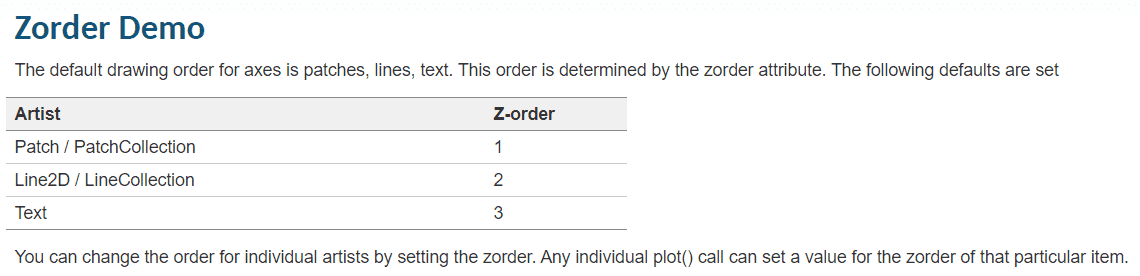 Zorder Demo
The default drawing order for axes is patches, lines, text. This order is determined by the zorder attribute. The following defaults are set
Artist Z-order
Patch / PatchCollection 1
Line2D / LineCollection 2
Text 3
You can change the order for individual artists by setting the zorder. Any individual plot() call can set a value for the zorder of that particular item.